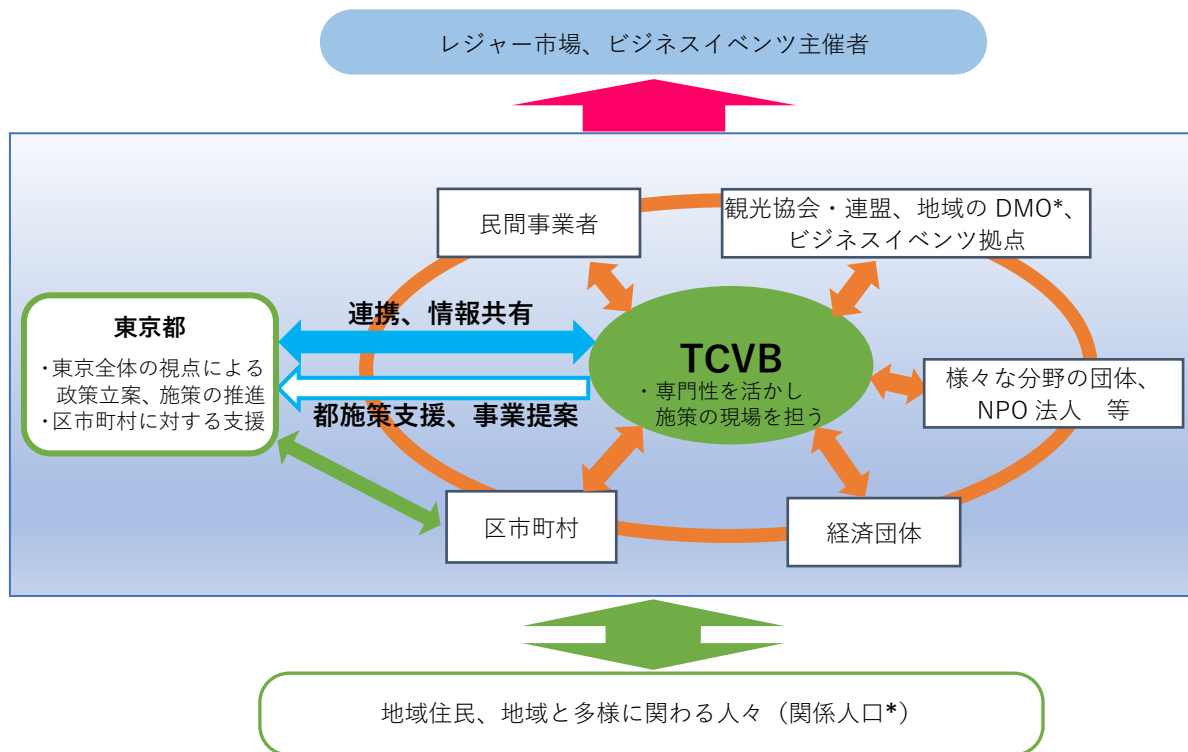 レジャー市場、ビジネスイベンツ主催者
民間事業者
観光協会・連盟、地域の DMO*、
ビジネスイベンツ拠点
連携、情報共有
東京都
・東京全体の視点による
政策立案、施策の推進
・区市町村に対する支援
TCVB
・専門性を活かし
施策の現場を担う
様々な分野の団体、
NPO 法人　等
都施策支援、事業提案
区市町村
経済団体
地域住民、地域と多様に関わる人々（関係人口*）